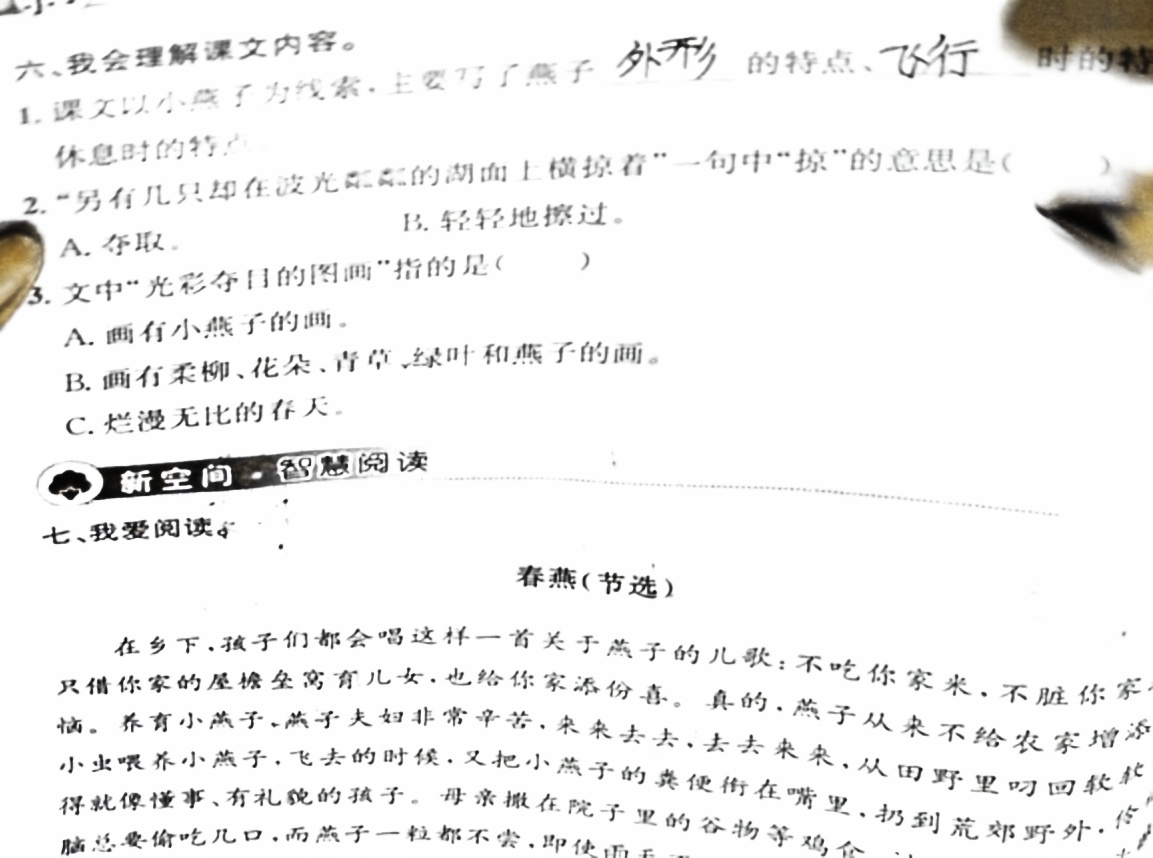 六、我会理解课文内容。
1. 课文以小燕子为线索,主要写了燕子 外形 的特点、飞行 时的特
休息时的特点
2. “另有几只却在波光粼粼的湖面上横掠着”一句中“掠”的意思是( )
A. 夺取。 B. 轻轻地擦过。
3. 文中“光彩夺目的图画”指的是( )
A. 画有小燕子的画。
B. 画有柔柳、花朵、青草、绿叶和燕子的画。
C. 烂漫无比的春天。
新空间·智慧阅读
七、我爱阅读。
春燕(节选)
在乡下,孩子们都会唱这样一首关于燕子的儿歌:不吃你家米,不脏你家
只借你家的屋檐垒窝育儿女,也给你家添份喜。真的,燕子从来不给农家增添
恼。养育小燕子,燕子夫妇非常辛苦,来来去去,去去来来,从田野里叼回软软
小虫喂养小燕子,飞去的时候,又把小燕子的粪便衔在嘴里,扔到荒郊野外,
得就像懂事、有礼貌的孩子。母亲撒在院子里的谷物等鸡食
脑总要偷吃几口,而燕子一粒都不尝,即使雨天